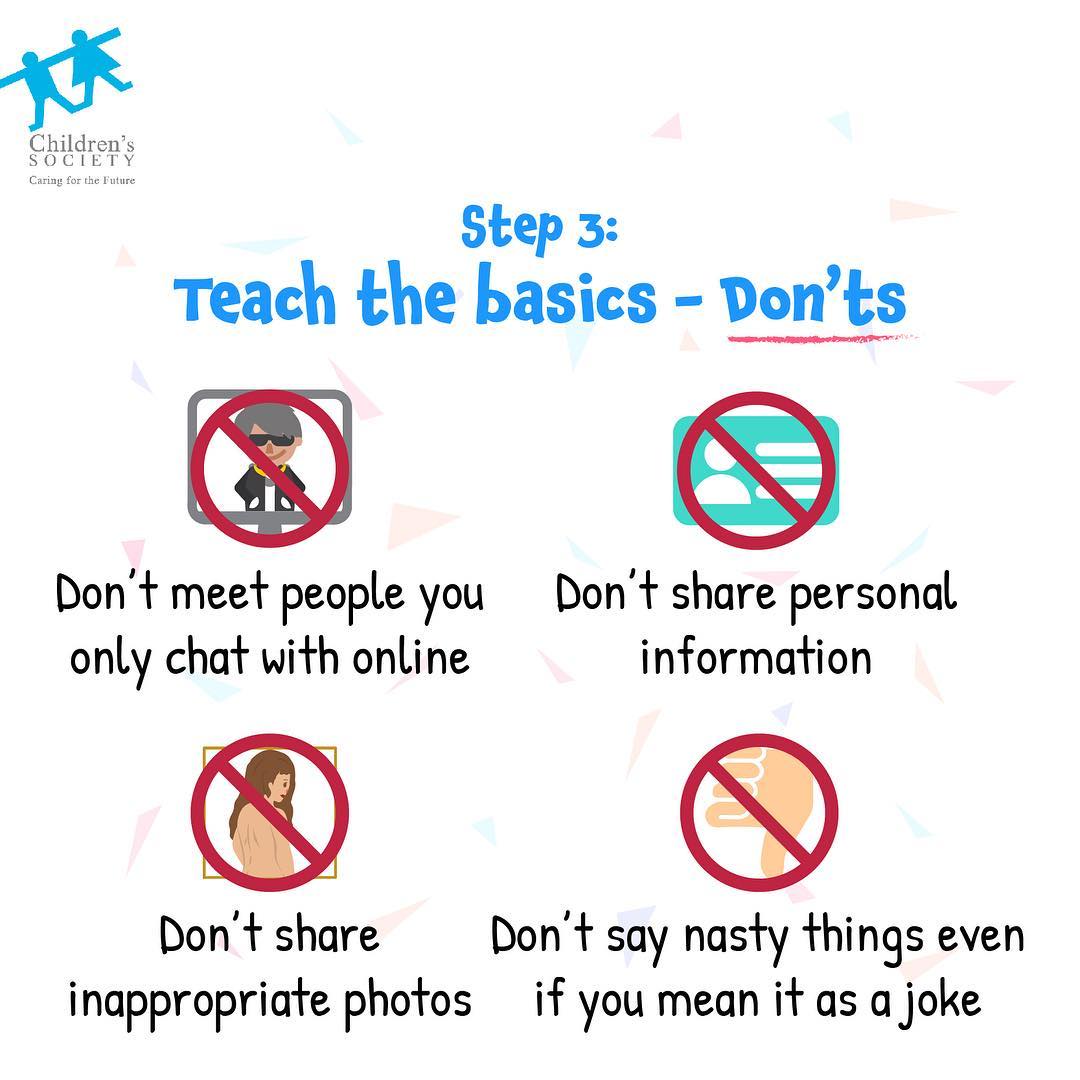 Children's
SOCIETY
Caring for the Future
Step 3:
Teach the basics - Don'ts
Don't meet people you
only chat with online
Don't share personal
information
Don't share
inappropriate photos
Don't say nasty things even
if you mean it as a joke